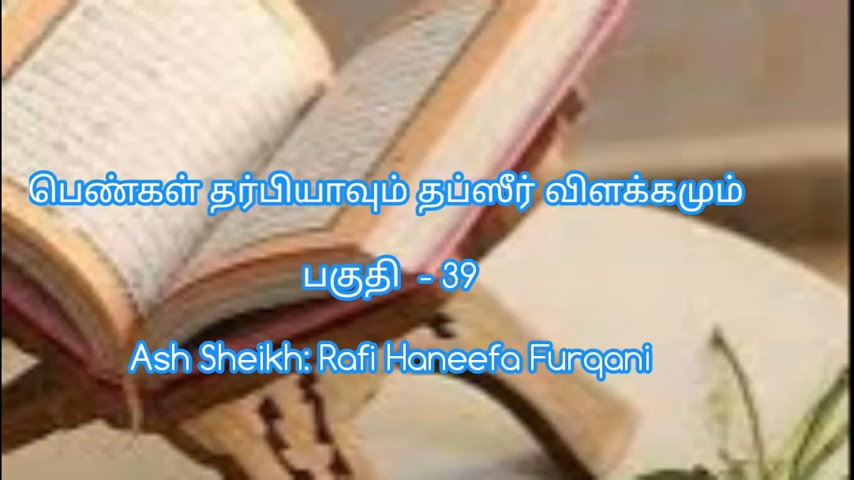 பெண்கள் தர்பியாவும் தப்ஸீர் விளக்கமும்
பகுதி - 39
Ash Sheikh: Rafi Haneefa Furqani